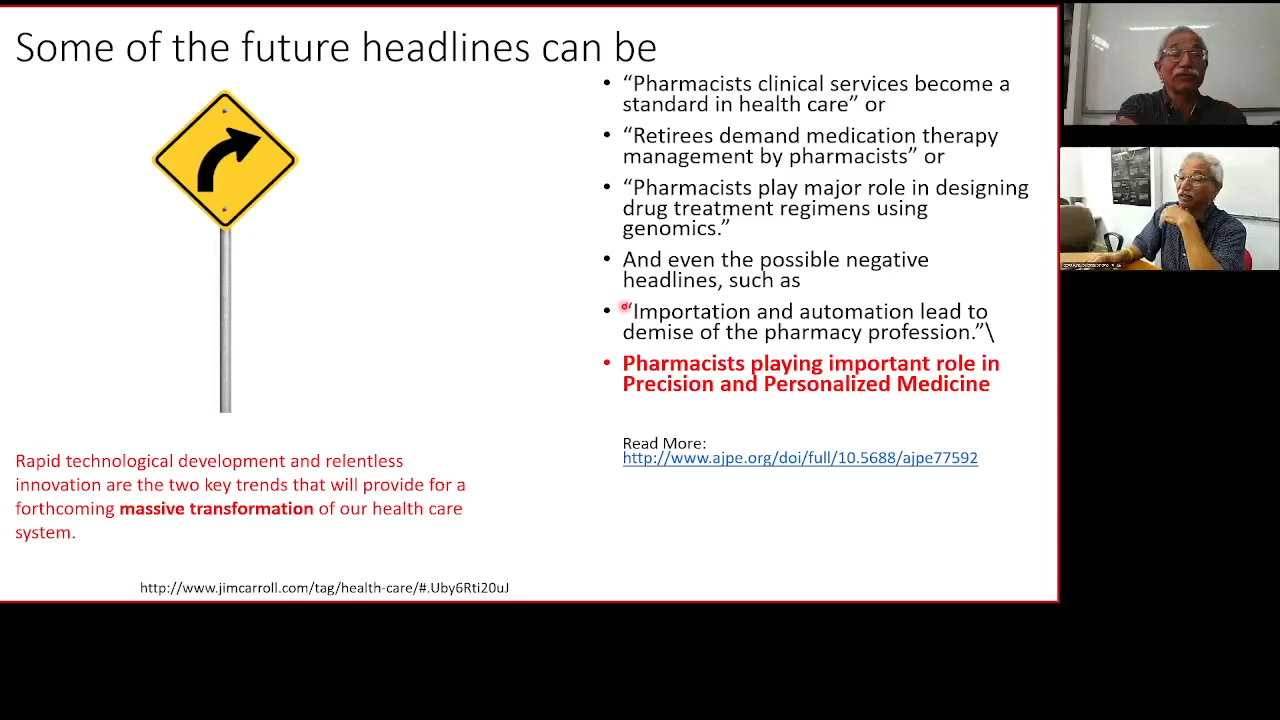 Some of the future headlines can be
• “Pharmacists clinical services become a
standard in health care” or
• “Retirees demand medication therapy
management by pharmacists” or
• “Pharmacists play major role in designing
drug treatment regimens using
genomics.”
• And even the possible negative
headlines, such as
• “Importation and automation lead to
demise of the pharmacy profession.”\
• Pharmacists playing important role in
Precision and Personalized Medicine
Read More:
http://www.ajpe.org/doi/full/10.5688/ajpe77592
Rapid technological development and relentless
innovation are the two key trends that will provide for a
forthcoming massive transformation of our health care
system.
http://www.jimcarroll.com/tag/health-care/#.Uby6Rti20uJ